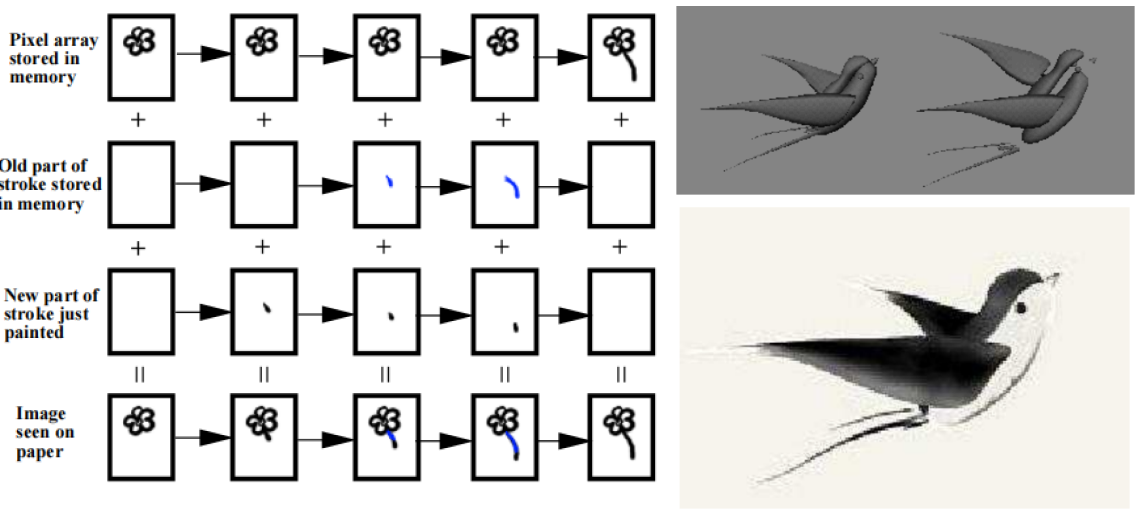 Pixel array
stored in
memory
+ + + + +
Old part of
stroke stored
in memory
+ + + + +
New part of
stroke just
painted
= = = = =
Image
seen on
paper